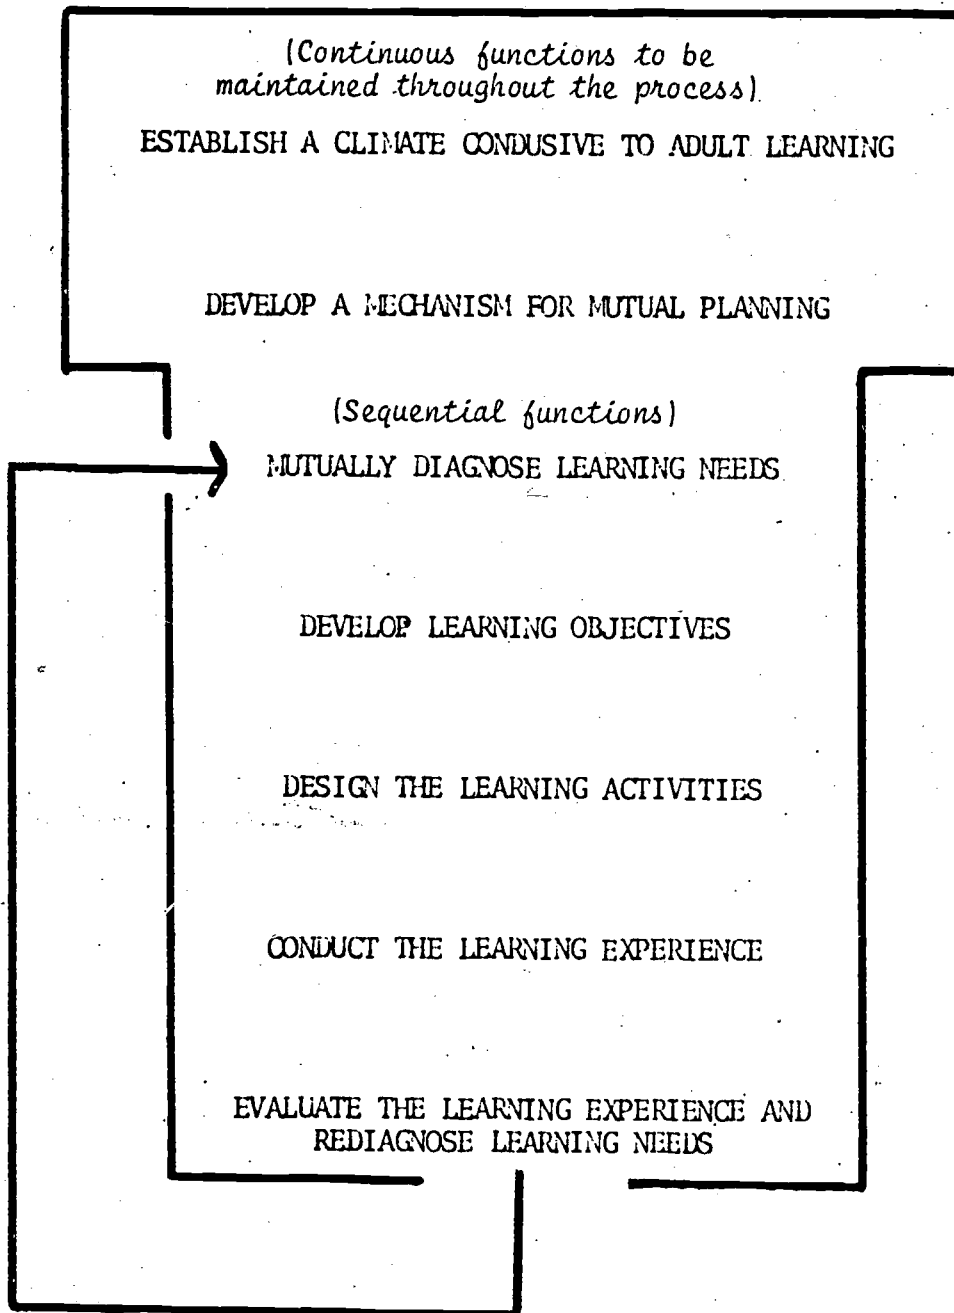 (Continuous functions to be
maintained throughout the process)
ESTABLISH A CLIMATE CONDUSIVE TO ADULT LEARNING
DEVELOP A MECHANISM FOR MUTUAL PLANNING
(Sequential functions)
MUTUALLY DIAGNOSE LEARNING NEEDS
DEVELOP LEARNING OBJECTIVES
DESIGN THE LEARNING ACTIVITIES
CONDUCT THE LEARNING EXPERIENCE
EVALUATE THE LEARNING EXPERIENCE AND
REDIAGNOSE LEARNING NEEDS